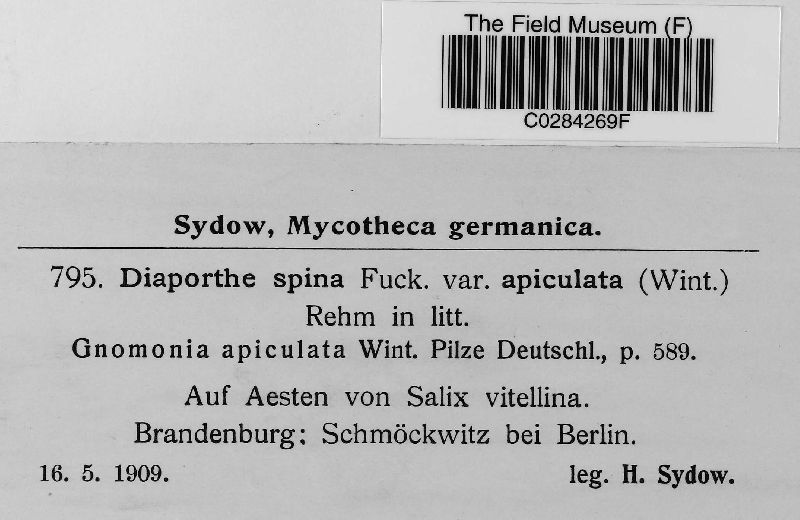 The Field Museum (F)
C0284269F
Sydow, Mycotheca germanica.
795. Diaporthe spina Fuck. var. apiculata (Wint.)
Rehm in litt.
Gnomonia apiculata Wint. Pilze Deutschl., p. 589.
Auf Aesten von Salix vitellina.
Brandenburg: Schmöckwitz bei Berlin.
16. 5. 1909. leg. H. Sydow.